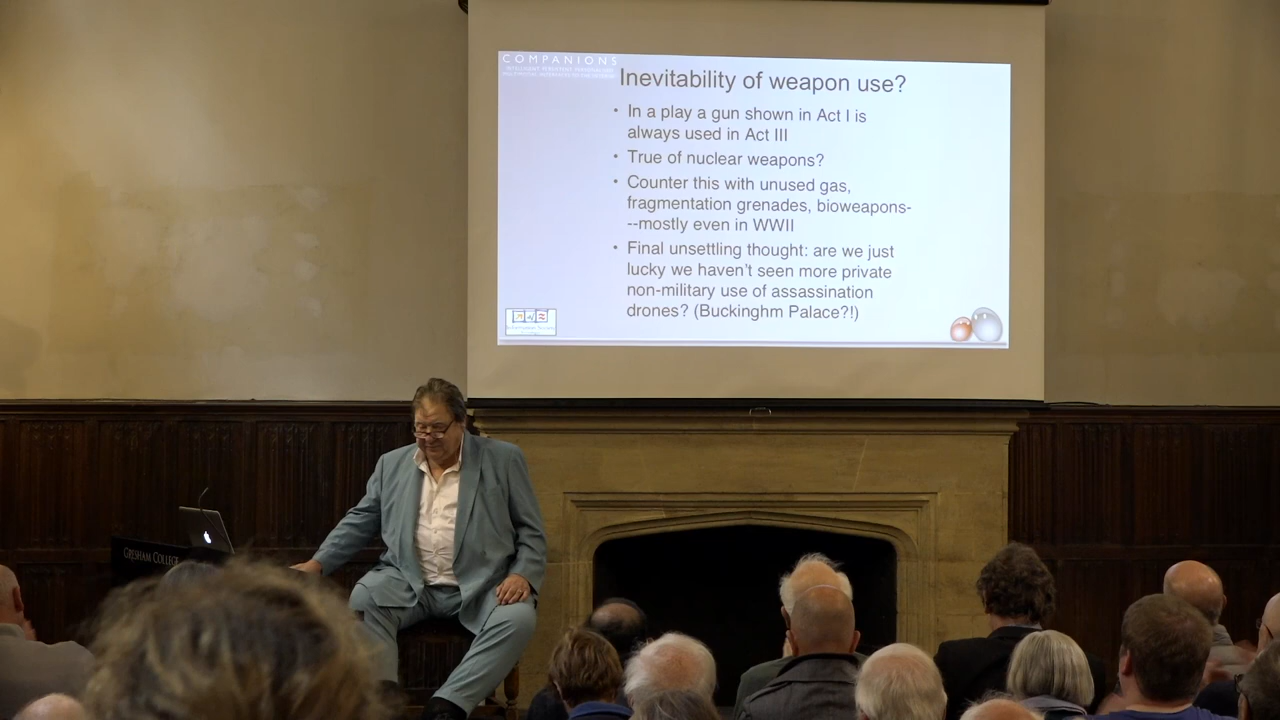 COMPANIONS
Inevitability of weapon use?
• In a play a gun shown in Act I is
always used in Act III
• True of nuclear weapons?
• Counter this with unused gas,
fragmentation grenades, bioweapons-
--mostly even in WWII
• Final unsettling thought: are we just
lucky we haven't seen more private
non-military use of assassination
drones? (Buckinghm Palace?!)
Information Society
GRESHAM COLLEGE